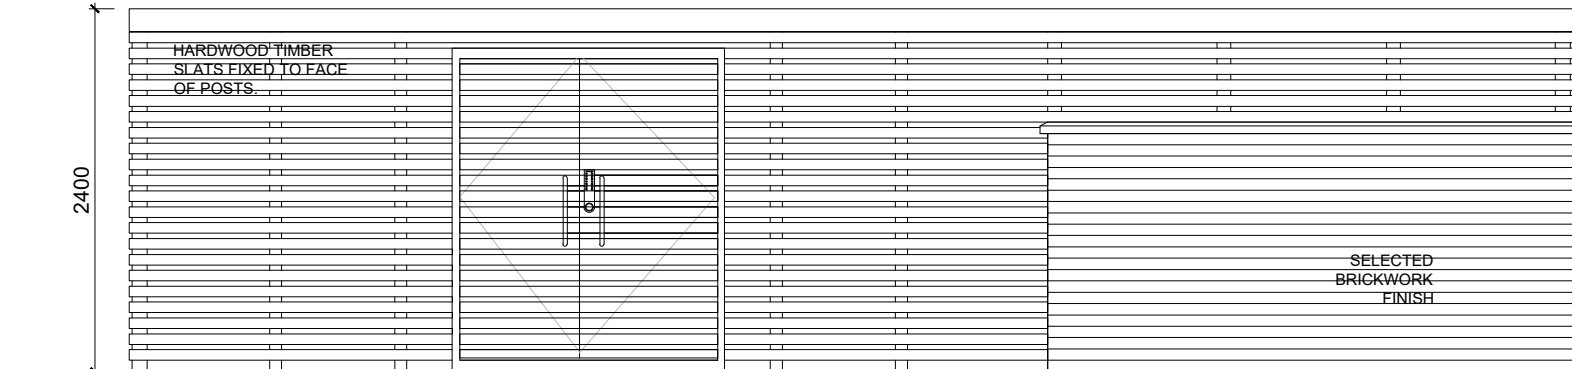 HARDWOOD TIMBER
SLATS FIXED TO FACE
OF POSTS.
2400
SELECTED
BRICKWORK
FINISH